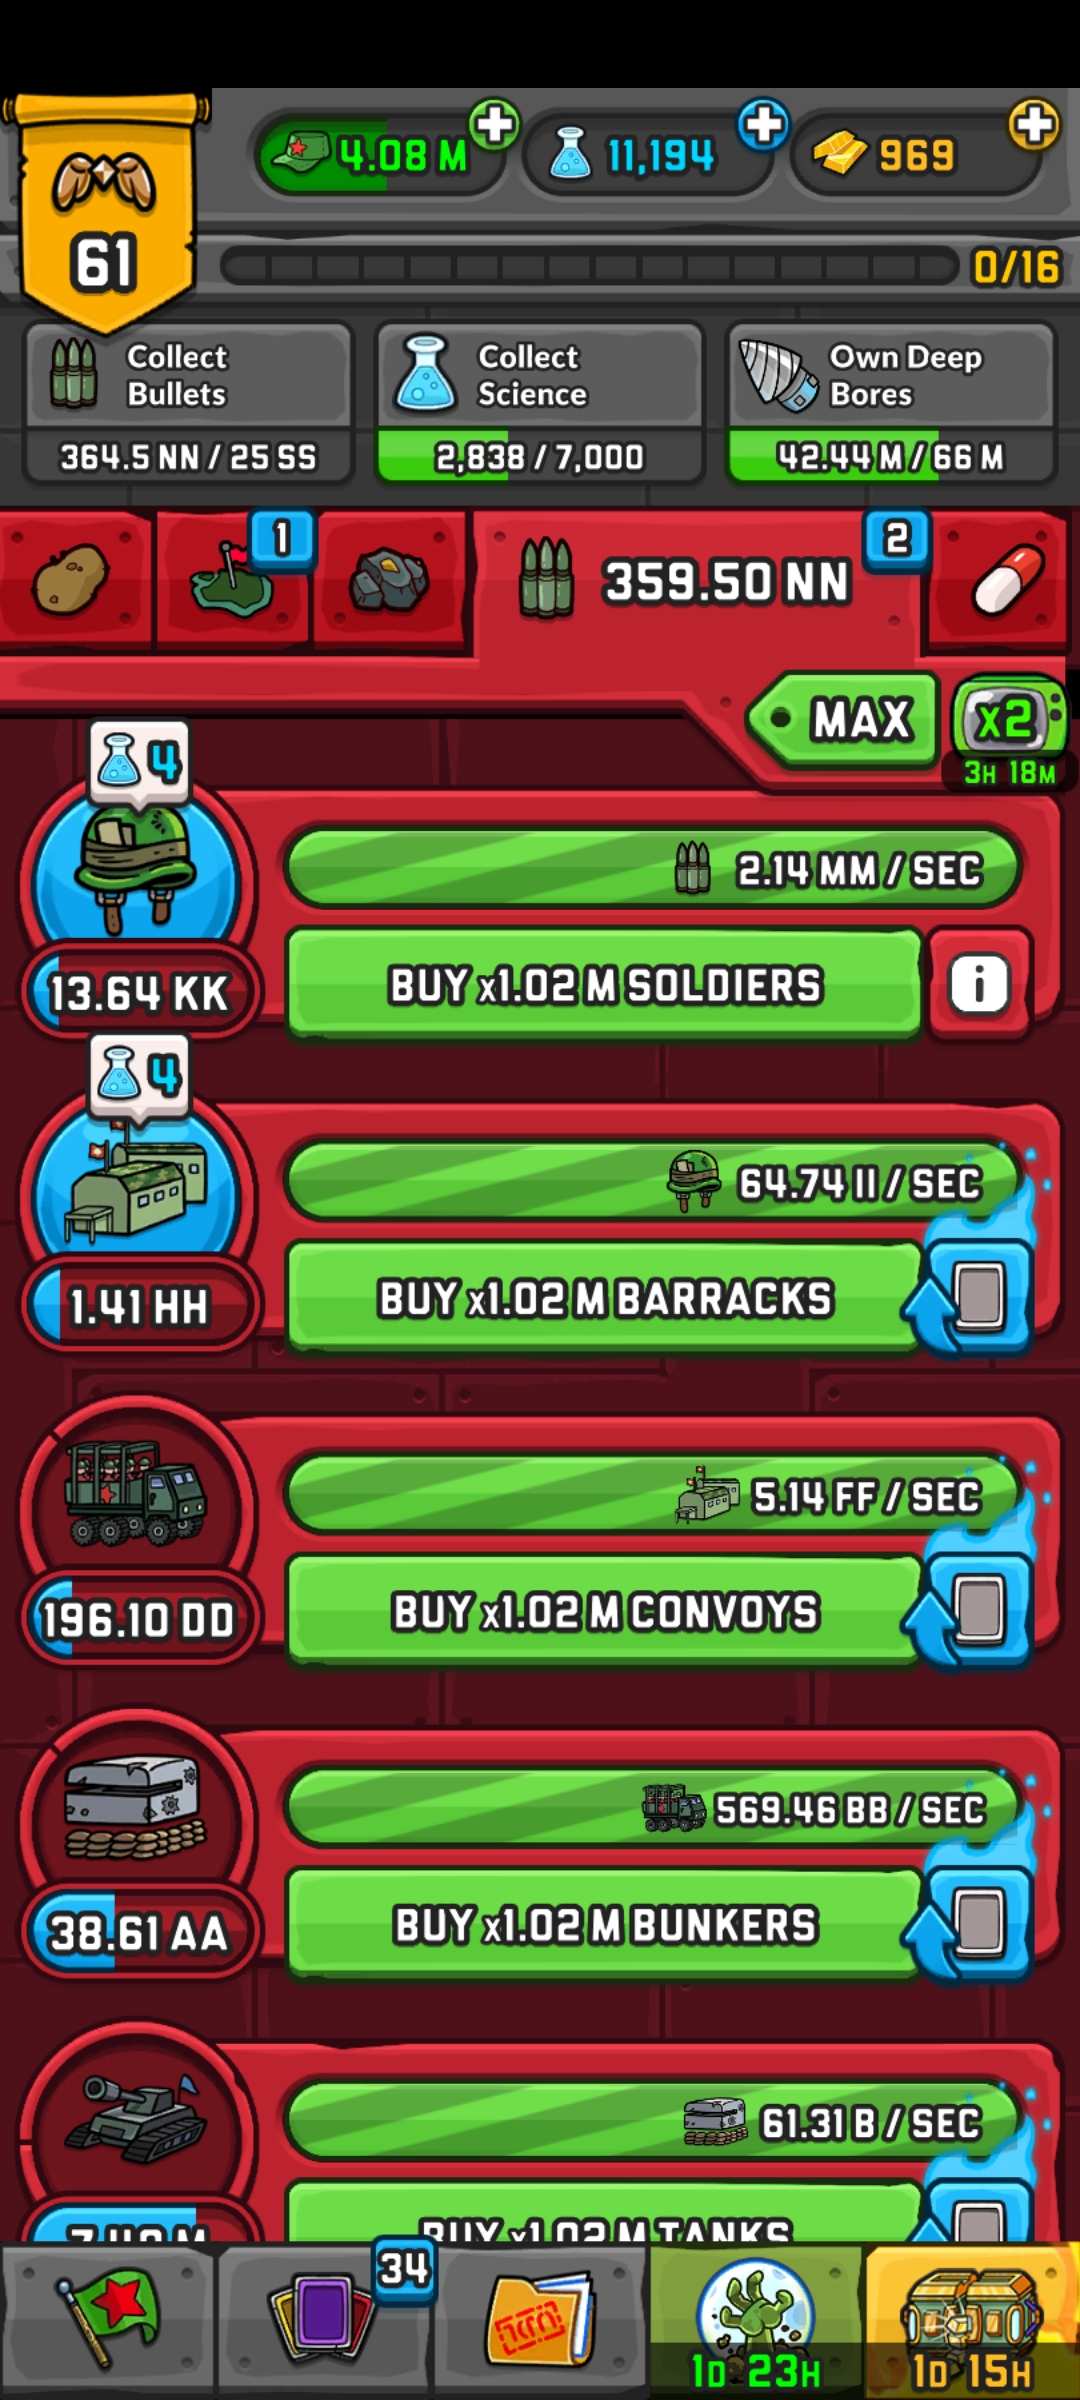 4.08 M
11,194
969
61
0/16
Collect
Bullets
364.5 NN / 25 SS
Collect
Science
2,838 / 7,000
Own Deep
Bores
42.44 M / 66 M
1
359.50 NN
2
MAX
x2
3H 18M
4
2.14 MM / SEC
13.64 KK
BUY x1.02 M SOLDIERS
i
4
64.74 II / SEC
1.41 HH
BUY x1.02 M BARRACKS
5.14 FF / SEC
196.10 DD
BUY x1.02 M CONVOYS
569.46 BB / SEC
38.61 AA
BUY x1.02 M BUNKERS
61.31 B / SEC
BUY x1.02 M TANKS
34
1D 23H
1D 15H